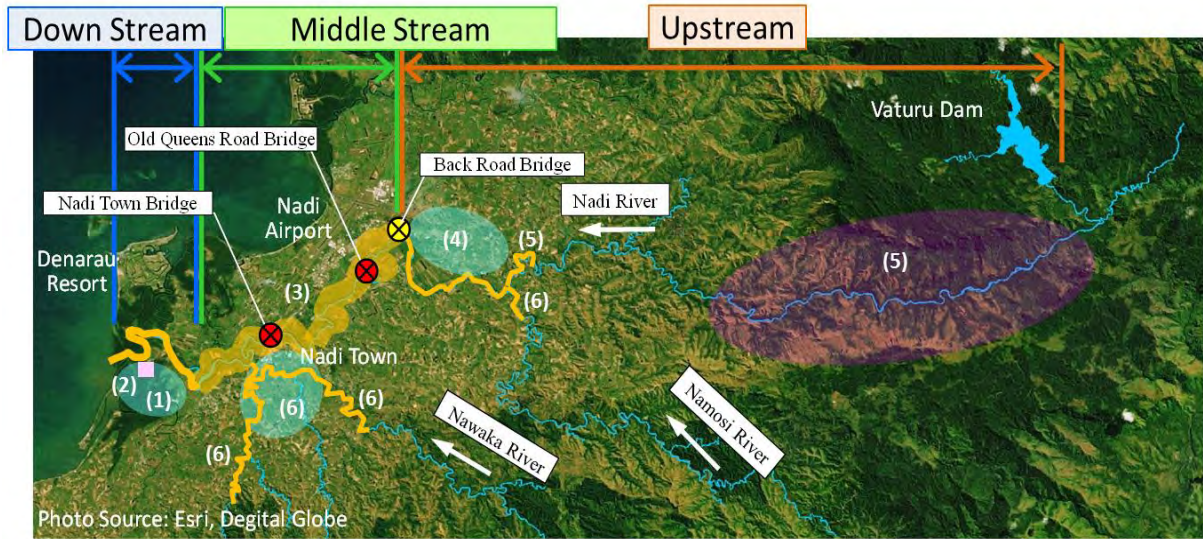 Down Stream
Middle Stream
Upstream
Vaturu Dam
Old Queens Road Bridge
Back Road Bridge
Nadi Town Bridge
Nadi
Airport
Nadi River
Denarau
Resort
(4)
(5)
(5)
(3)
(6)
Nadi Town
(2)
(1)
(6)
(6)
(6)
Nawaka River
Namosi River
Photo Source: Esri, Degital Globe